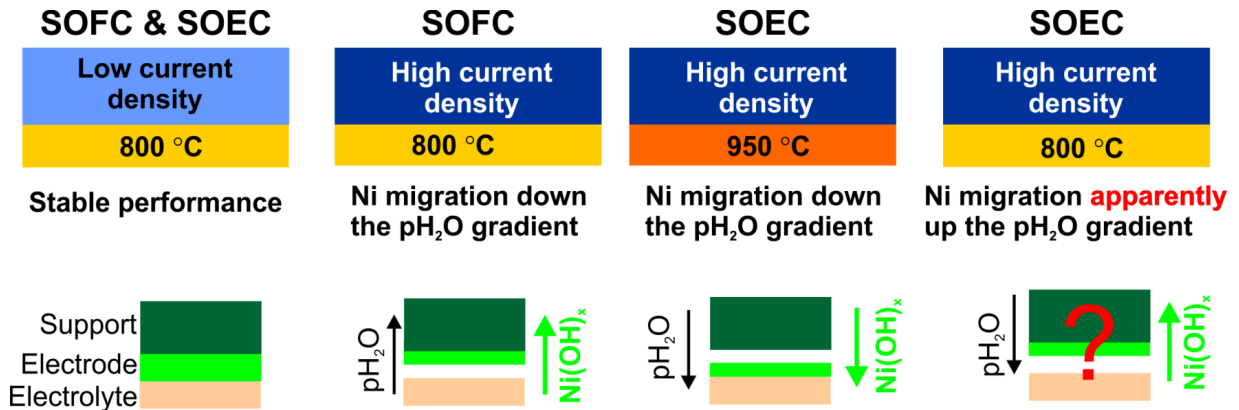 SOFC & SOEC
Low current
density
800 °C
Stable performance
Support
Electrode
Electrolyte
SOFC
High current
density
800 °C
Ni migration down
the pH₂O gradient
pH₂O
Ni(OH)ₓ
SOEC
High current
density
950 °C
Ni migration down
the pH₂O gradient
pH₂O
Ni(OH)ₓ
SOEC
High current
density
800 °C
Ni migration apparently
up the pH₂O gradient
pH₂O
?
Ni(OH)ₓ